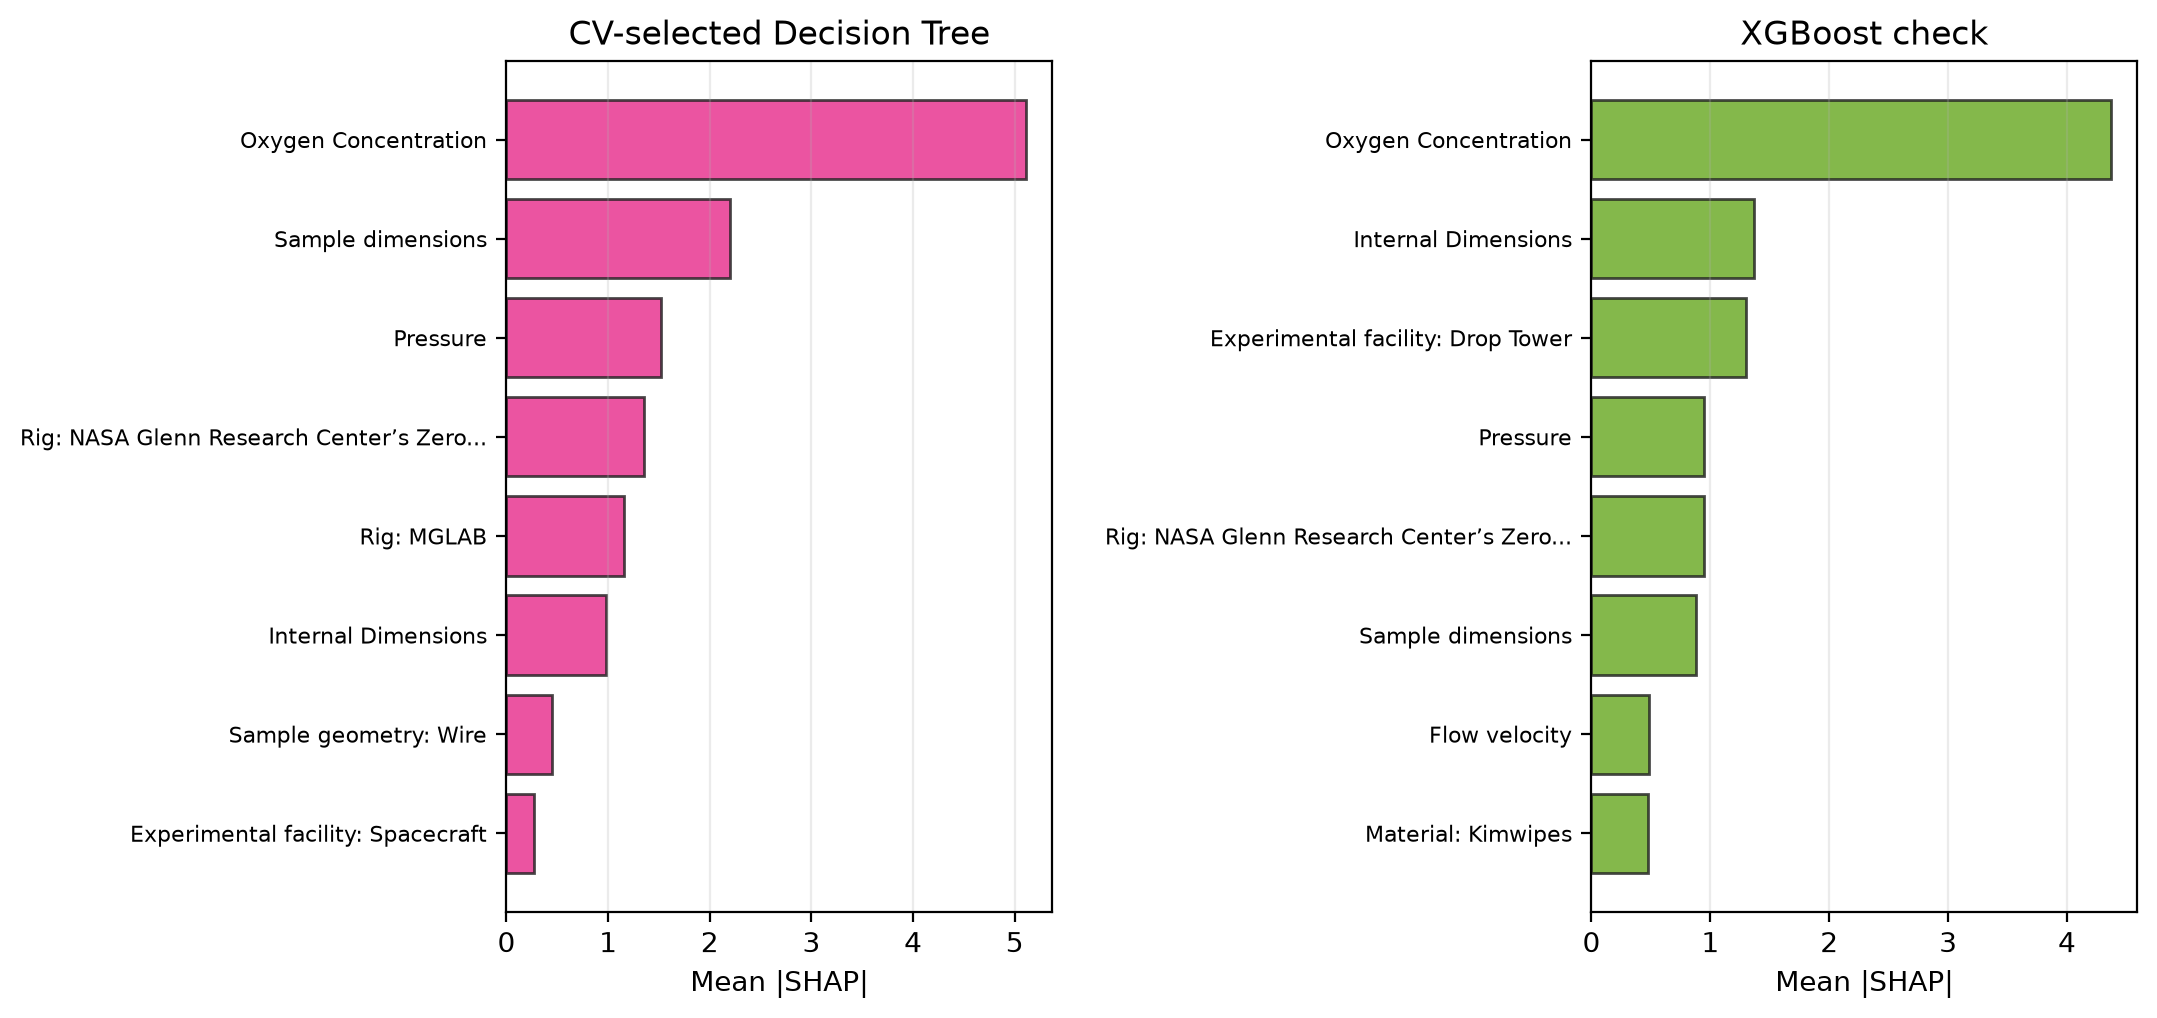 CV-selected Decision Tree
Oxygen Concentration
Sample dimensions
Pressure
Rig: NASA Glenn Research Center’s Zero...
Rig: MGLAB
Internal Dimensions
Sample geometry: Wire
Experimental facility: Spacecraft
0 1 2 3 4 5
Mean |SHAP|
XGBoost check
Oxygen Concentration
Internal Dimensions
Experimental facility: Drop Tower
Pressure
Rig: NASA Glenn Research Center’s Zero...
Sample dimensions
Flow velocity
Material: Kimwipes
0 1 2 3 4
Mean |SHAP|